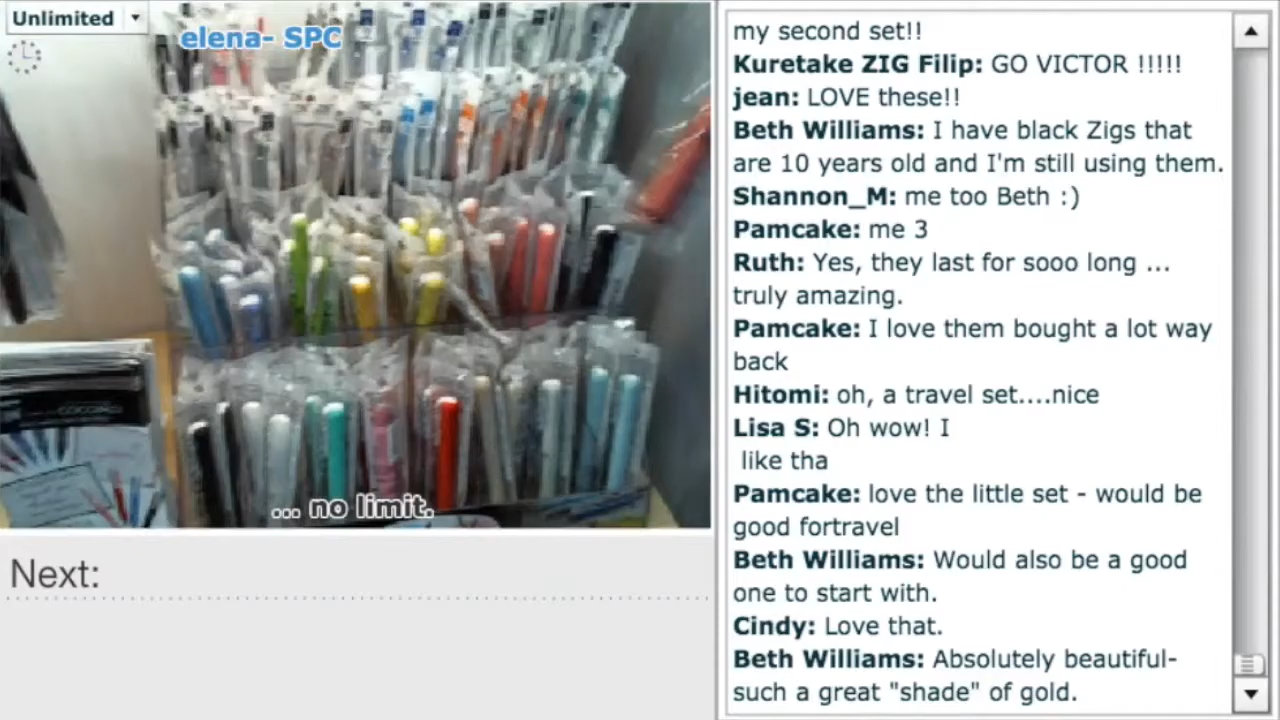 Unlimited
elena- SPC
... no limit.
Next:
my second set!!
Kuretake ZIG Filip: GO VICTOR !!!!!
jean: LOVE these!!
Beth Williams: I have black Zigs that
are 10 years old and I'm still using them.
Shannon_M: me too Beth :)
Pamcake: me 3
Ruth: Yes, they last for sooo long ...
truly amazing.
Pamcake: I love them bought a lot way
back
Hitomi: oh, a travel set....nice
Lisa S: Oh wow! I
like tha
Pamcake: love the little set - would be
good fortravel
Beth Williams: Would also be a good
one to start with.
Cindy: Love that.
Beth Williams: Absolutely beautiful-
such a great "shade" of gold.